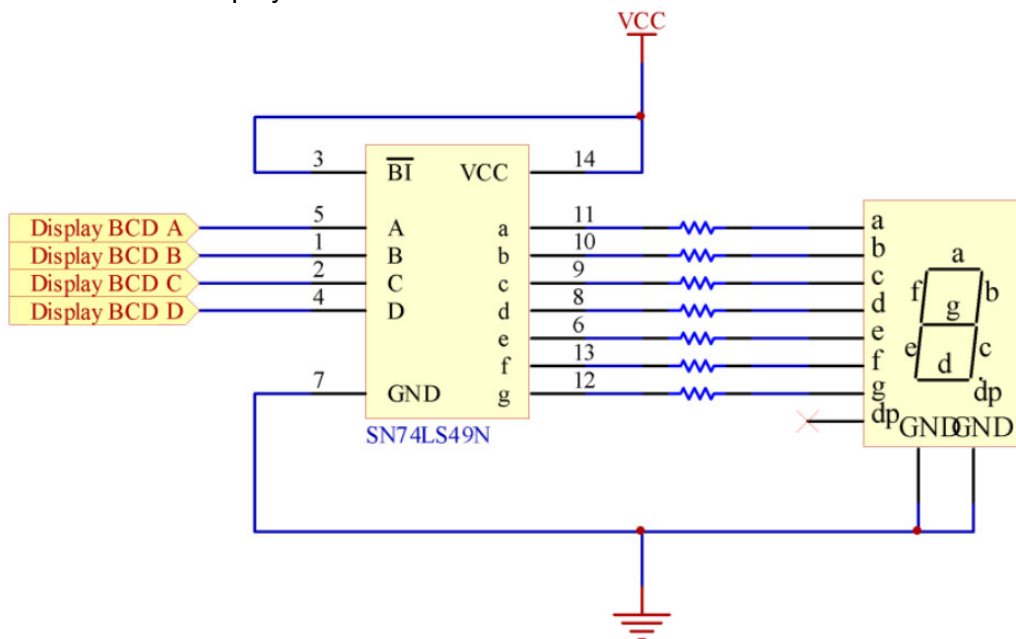 VCC
3 BI VCC 14
Display BCD A 5 A a 11 a
Display BCD B 1 B b 10 b
Display BCD C 2 C c 9 c
Display BCD D 4 D d 8 d
e 6 e
f 13 f
7 GND g 12 g
dp
a
f b
g
e c
d
dp
GND GND
SN74LS49N